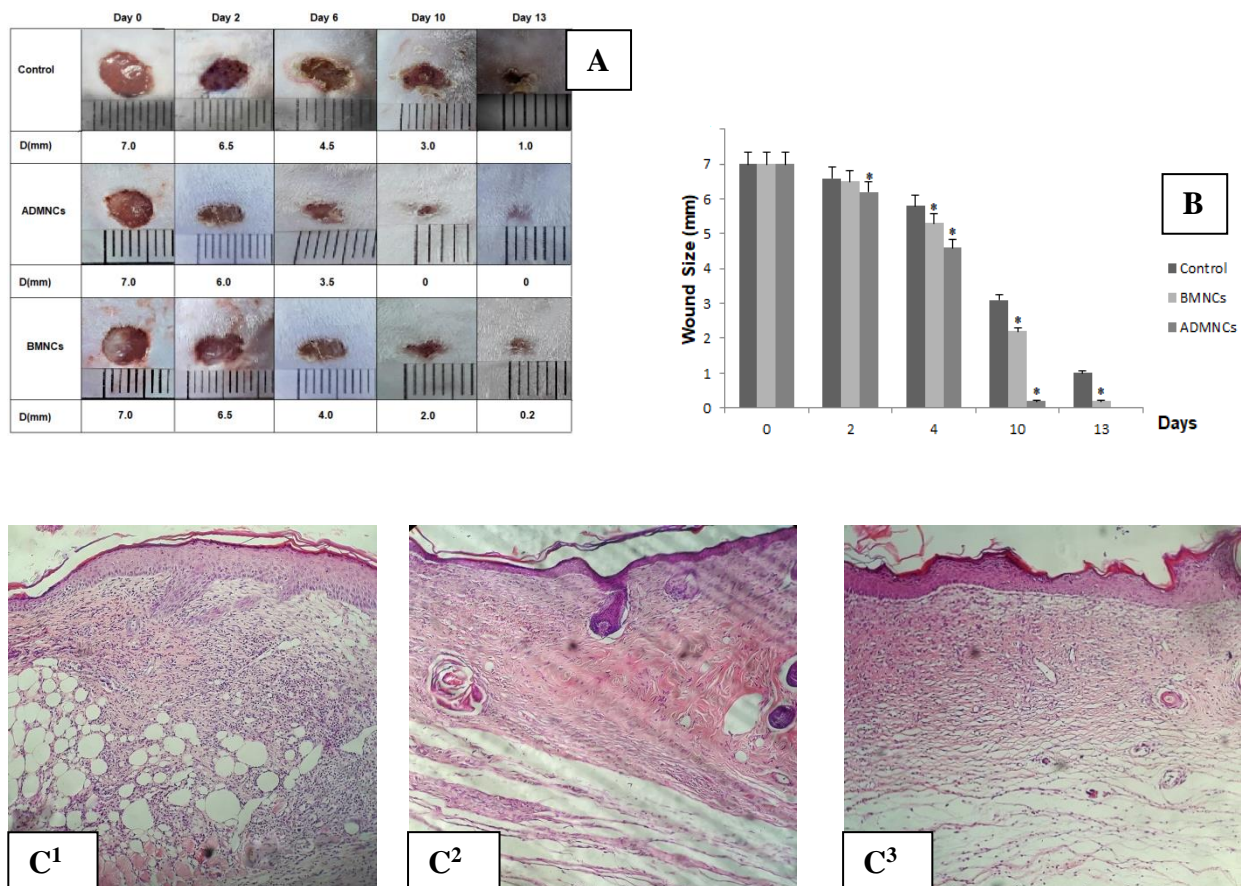 Day 0 Day 2 Day 6 Day 10 Day 13
Control
D(mm) 7.0 6.5 4.5 3.0 1.0
ADMNCs
D(mm) 7.0 6.0 3.5 0 0
BMNCs
D(mm) 7.0 6.5 4.0 2.0 0.2
A
Wound Size (mm)
7
6
5
4
3
2
1
0
* * * * * *
0 2 4 10 13 Days
B
Control
BMNCs
ADMNCs
C¹ C² C³